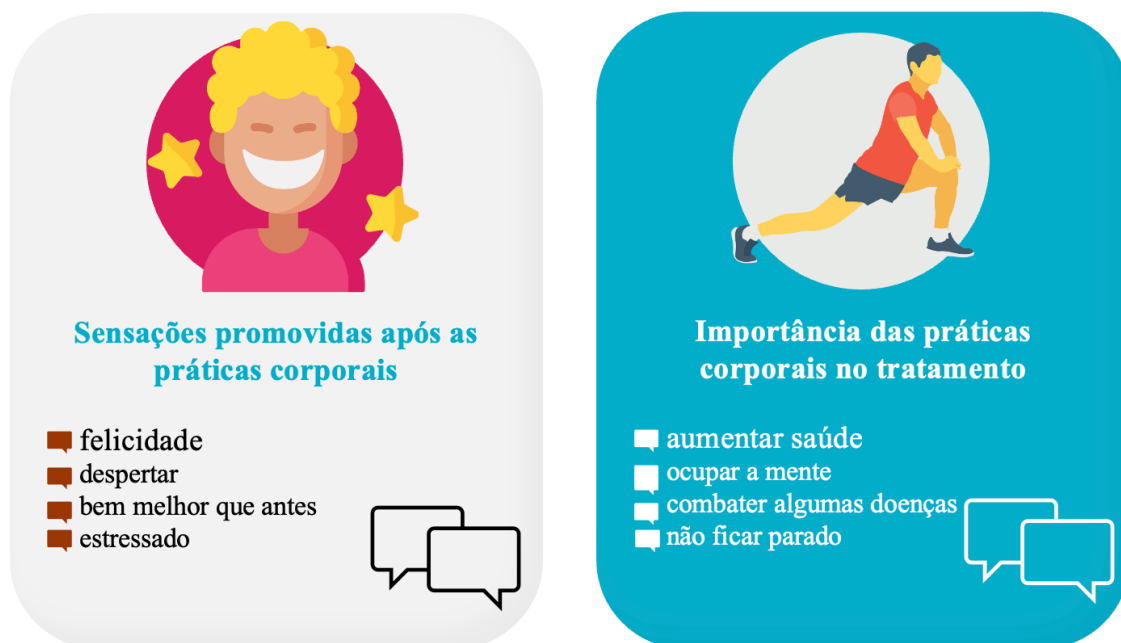 Sensações promovidas após as
práticas corporais
felicidade
despertar
bem melhor que antes
estressado
Importância das práticas
corporais no tratamento
aumentar saúde
ocupar a mente
combater algumas doenças
não ficar parado